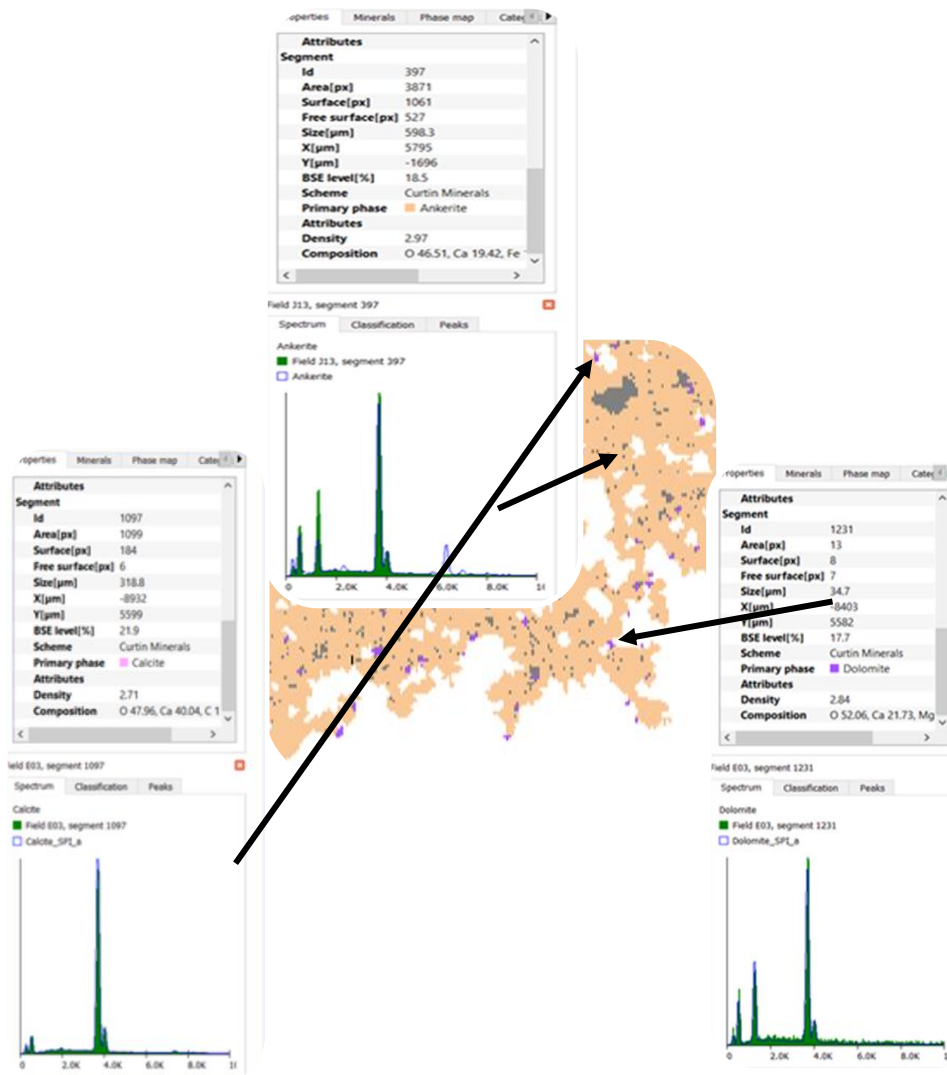 Properties Minerals Phase map
Attributes
Segment
Id 397
Area[px] 3871
Surface[px] 1061
Free surface[px] 527
Size[µm] 598.3
X[µm] 5795
Y[µm] -1696
BSE level[%] 18.5
Scheme Curtin Minerals
Primary phase Ankerite
Attributes
Density 2.97
Composition O 46.51, Ca 19.42, Fe
Field J13, segment 397
Spectrum Classification Peaks
Ankerite
Field J13, segment 397
Ankerite
0 2.0K 4.0K 6.0K 8.0K 1(
Minerals Phase map
Attributes
Segment
Id 1097
Area[px] 1099
Surface[px] 184
Free surface[px] 6
Size[µm] 318.8
X[µm] -8932
Y[µm] 5599
BSE level[%] 21.9
Scheme Curtin Minerals
Primary phase Calcite
Attributes
Density 2.71
Composition O 47.96, Ca 40.04, C 1
Field E03, segment 1097
Spectrum Classification Peaks
Calcite
Field E03, segment 1097
Calcite_SPI_a
0 2.0K 4.0K 6.0K 8.0K 1(
Properties Minerals Phase map
Attributes
Segment
Id 1231
Area[px] 13
Surface[px] 8
Free surface[px] 7
Size[µm] 34.7
X[µm] -8403
Y[µm] 5582
BSE level[%] 17.7
Scheme Curtin Minerals
Primary phase Dolomite
Attributes
Density 2.84
Composition O 52.06, Ca 21.73, Mg
Field E03, segment 1231
Spectrum Classification Peaks
Dolomite
Field E03, segment 1231
Dolomite_SPI_a
0 2.0K 4.0K 6.0K 8.0K 1